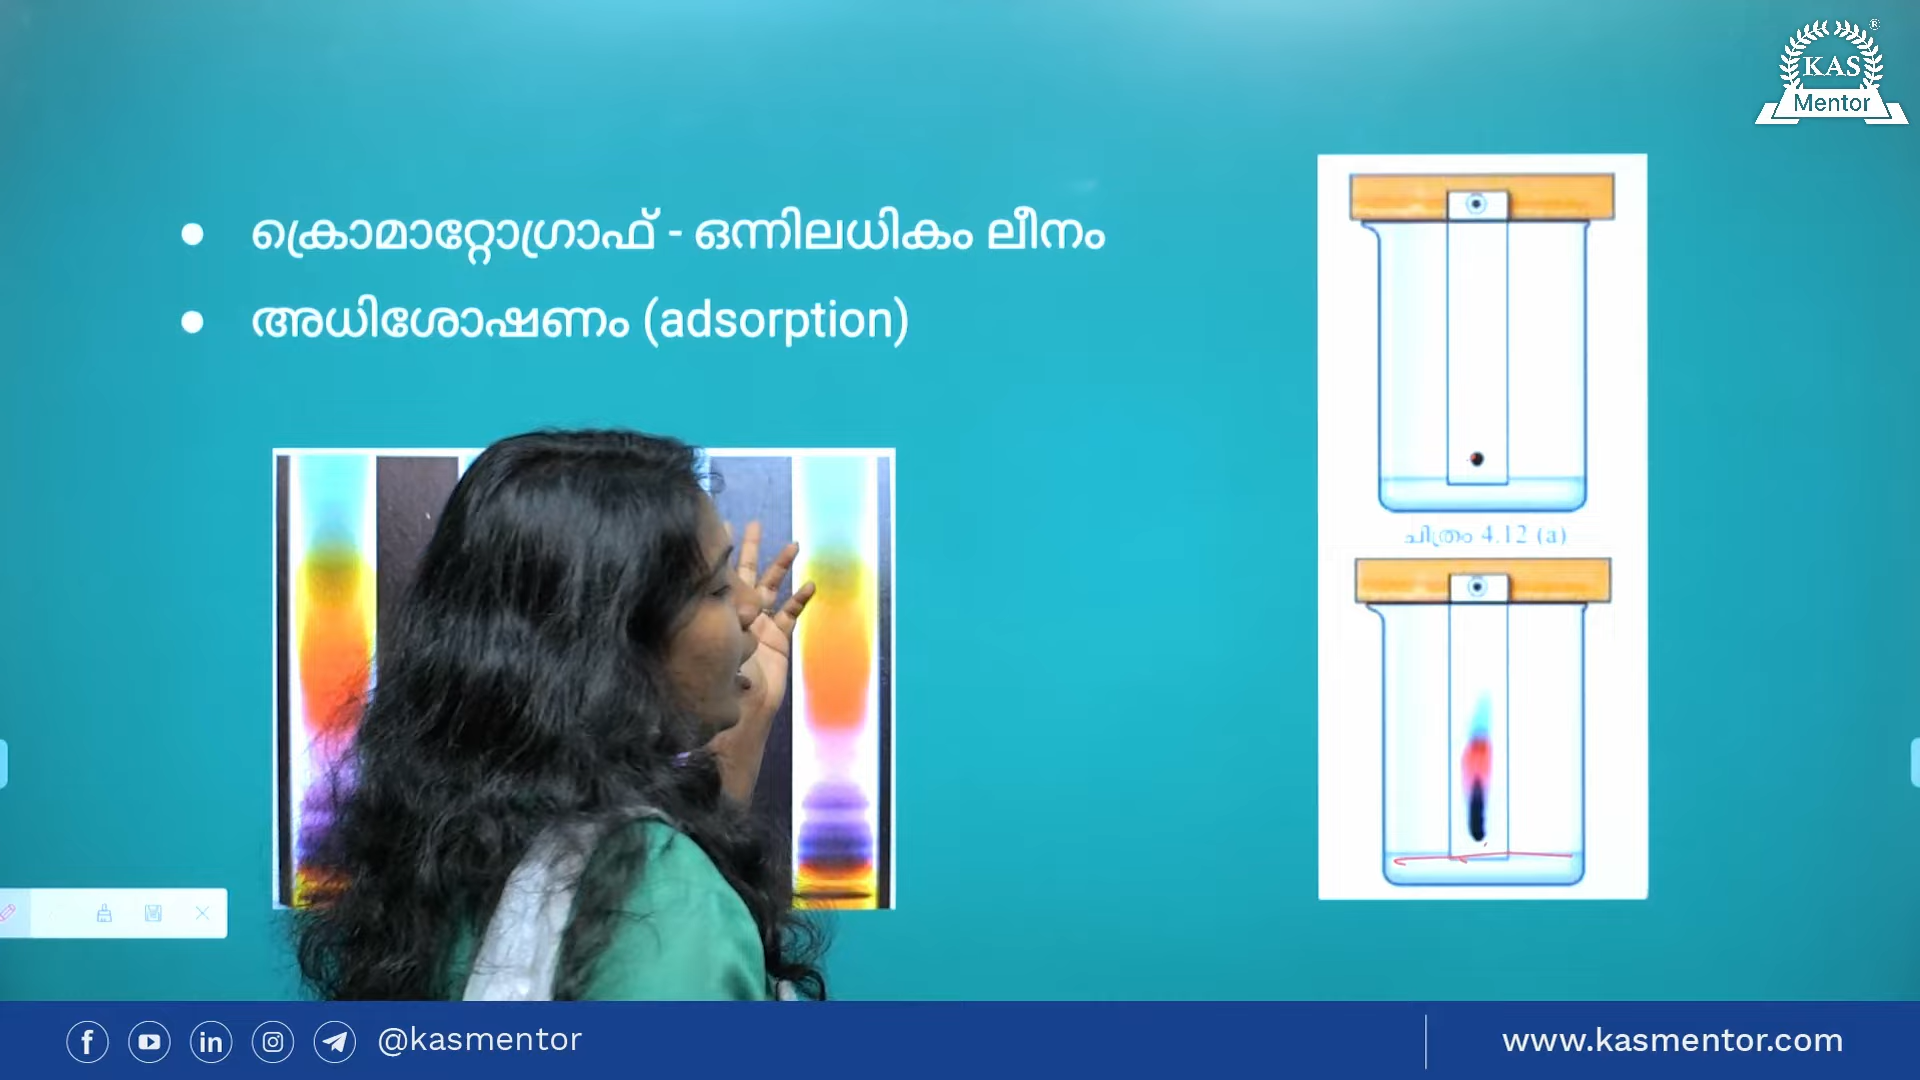 KAS
®
Mentor
ക്രൊമാറ്റോഗ്രാഫ് - ഒന്നിലധികം ലീനം
അധിശോഷണം (adsorption)
ചിത്രം 4.12 (a)
@kasmentor
www.kasmentor.com